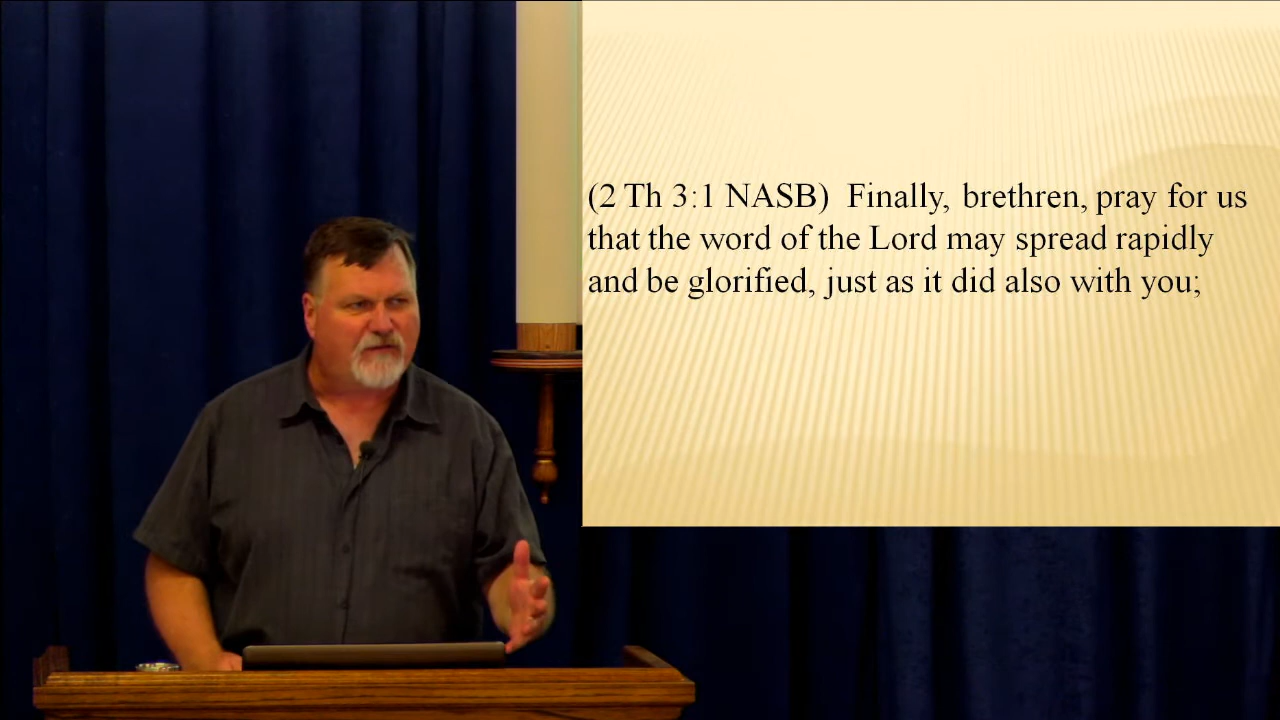 (2 Th 3:1 NASB)  Finally, brethren, pray for us
that the word of the Lord may spread rapidly
and be glorified, just as it did also with you;